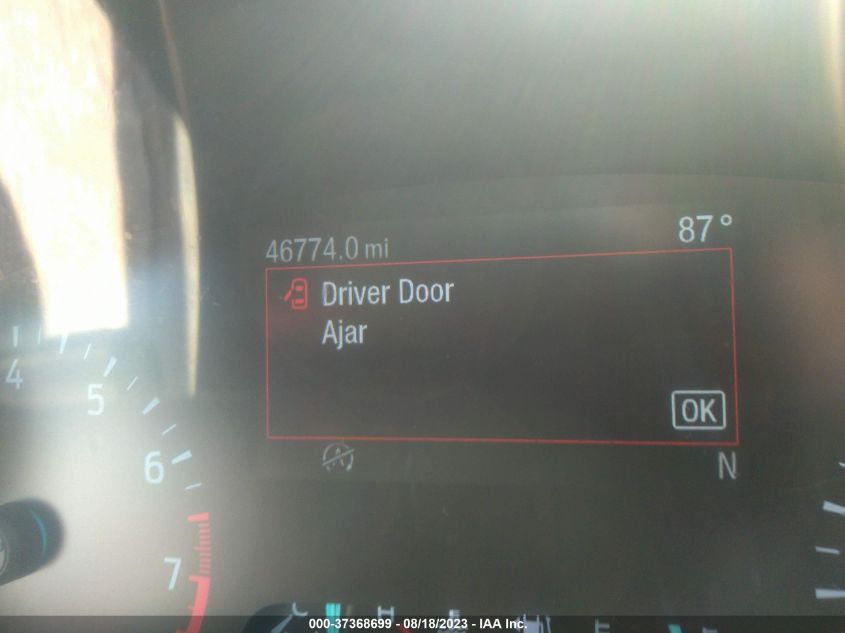 46774.0 mi
87°
Driver Door
Ajar
OK
N
4
5
6
7
C
H
000-37368699 - 08/18/2023 - IAA Inc.